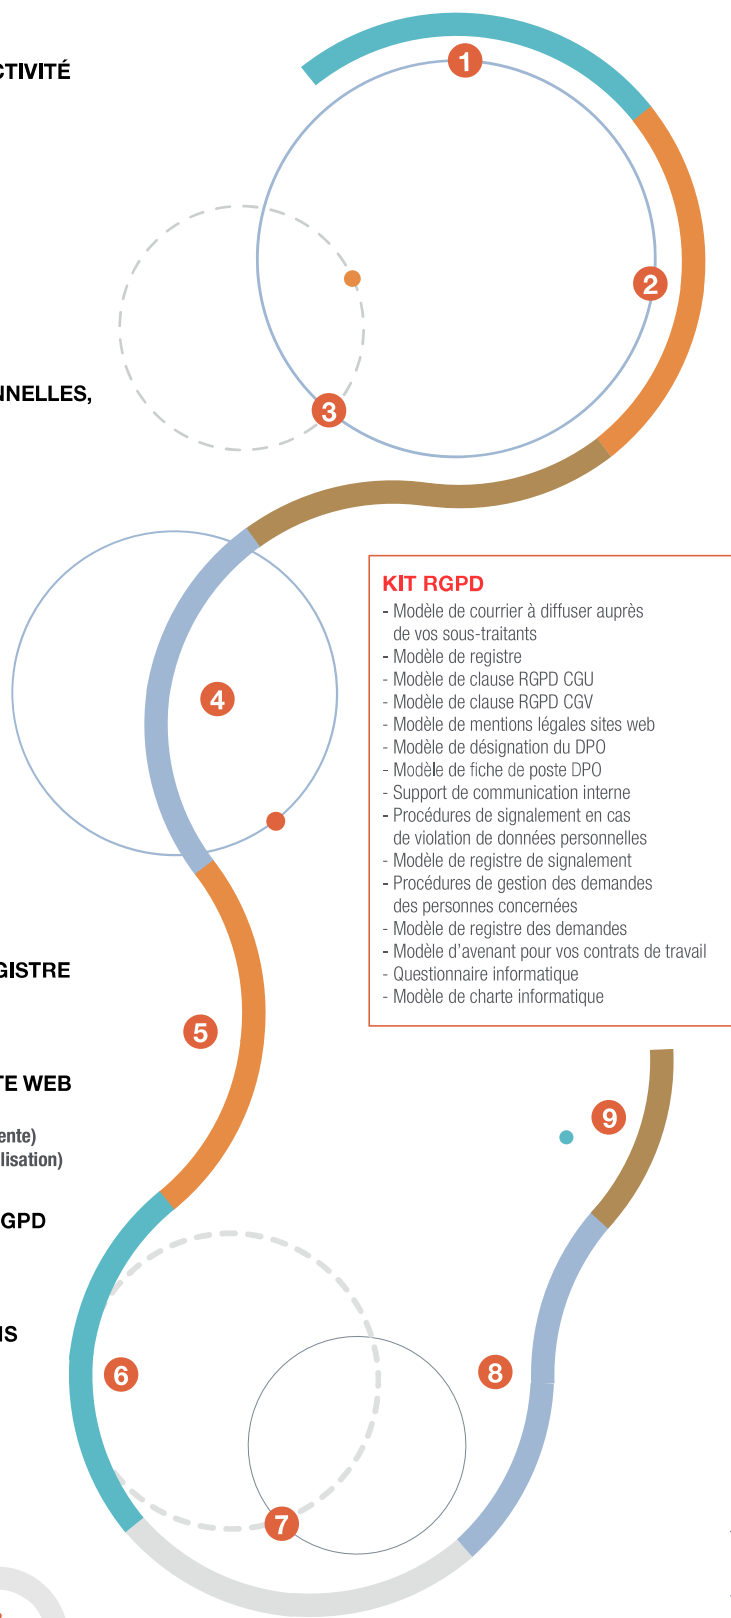 CTIVITÉ
1
2
NNELLES,
3
KIT RGPD
- Modèle de courrier à diffuser auprès
de vos sous-traitants
- Modèle de registre
- Modèle de clause RGPD CGU
- Modèle de clause RGPD CGV
- Modèle de mentions légales sites web
- Modèle de désignation du DPO
- Modèle de fiche de poste DPO
- Support de communication interne
- Procédures de signalement en cas
de violation de données personnelles
- Modèle de registre de signalement
- Procédures de gestion des demandes
des personnes concernées
- Modèle de registre des demandes
- Modèle d'avenant pour vos contrats de travail
- Questionnaire informatique
- Modèle de charte informatique
4
GISTRE
5
TE WEB
ente)
lisation)
9
GPD
NS
6
8
7